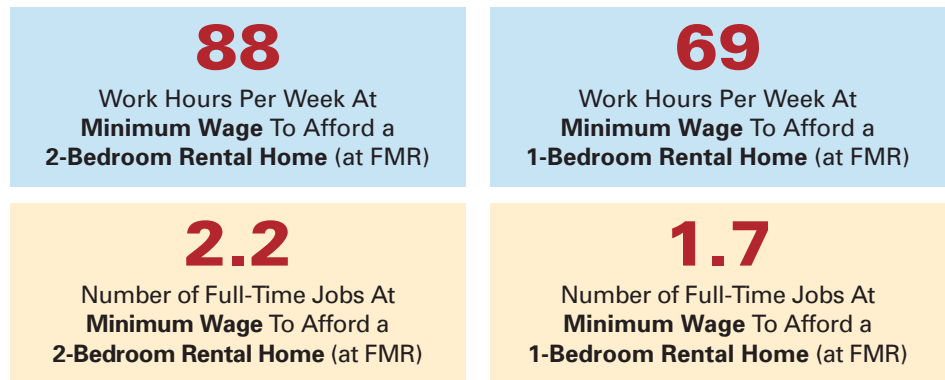 88
Work Hours Per Week At
Minimum Wage To Afford a
2-Bedroom Rental Home (at FMR)
69
Work Hours Per Week At
Minimum Wage To Afford a
1-Bedroom Rental Home (at FMR)
2.2
Number of Full-Time Jobs At
Minimum Wage To Afford a
2-Bedroom Rental Home (at FMR)
1.7
Number of Full-Time Jobs At
Minimum Wage To Afford a
1-Bedroom Rental Home (at FMR)